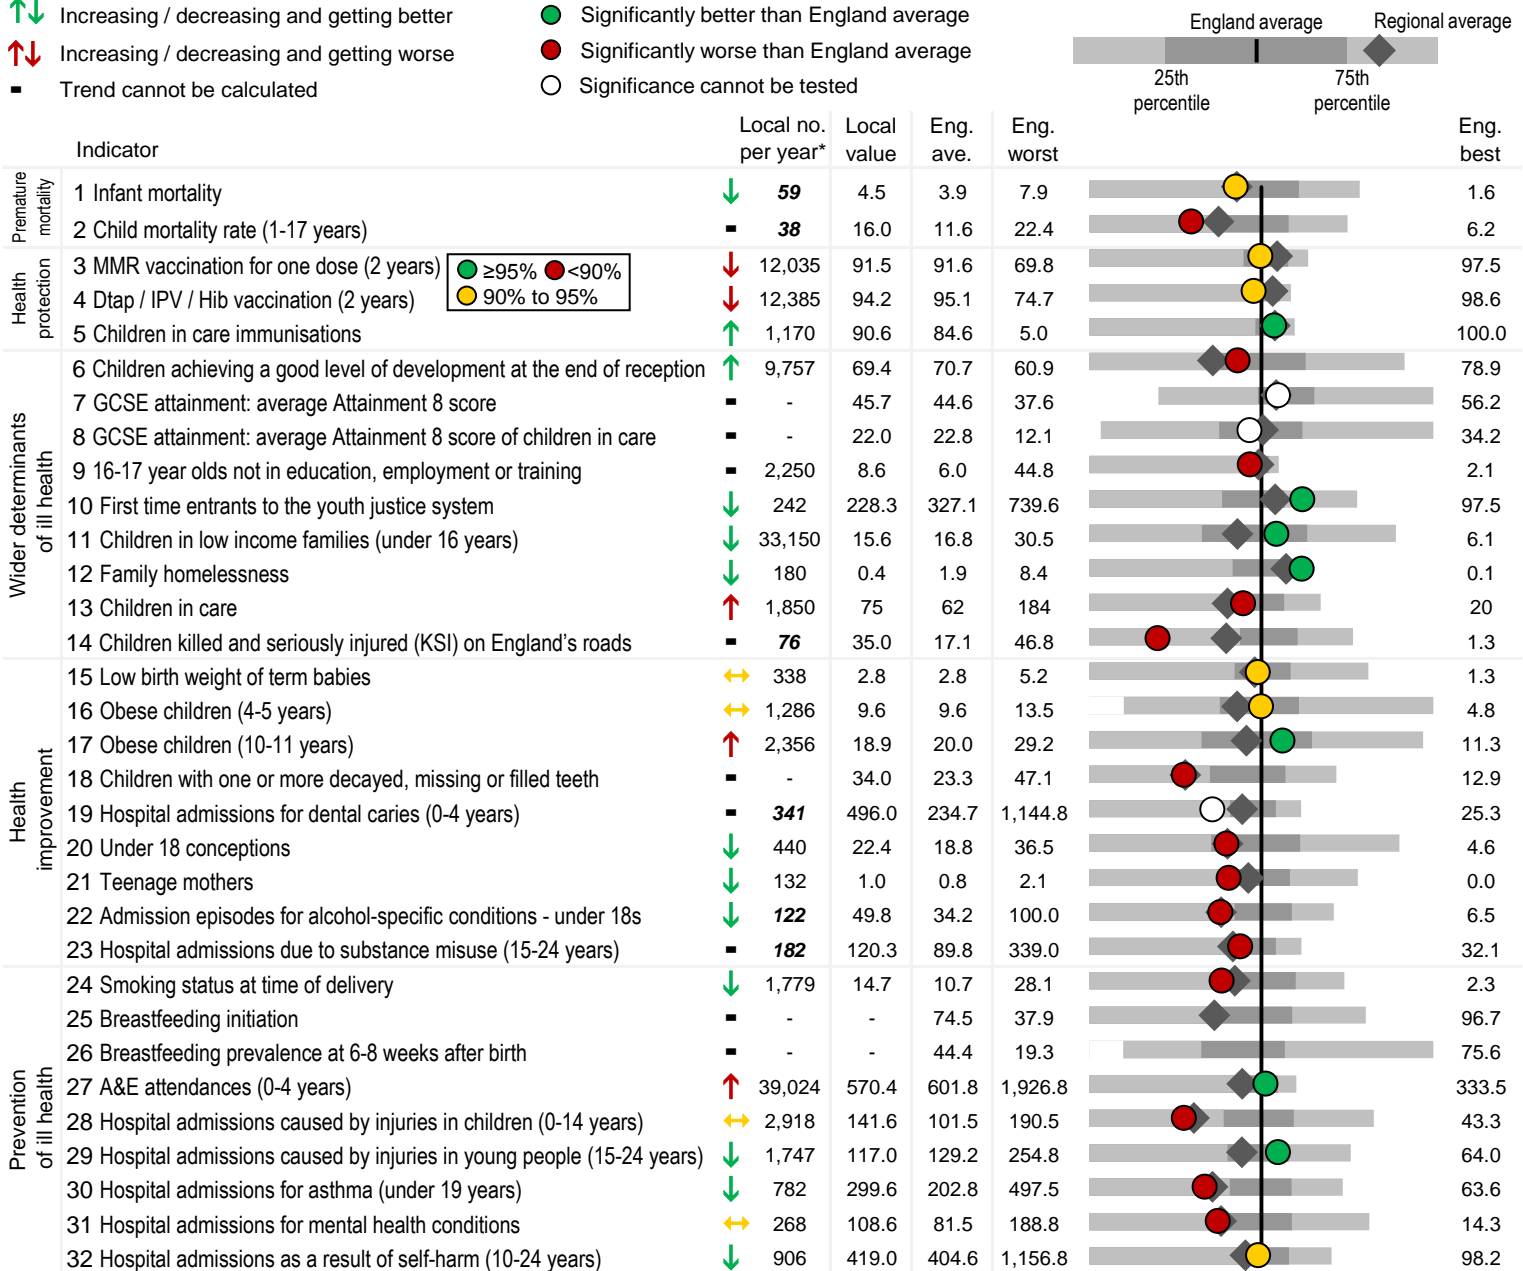 Increasing / decreasing and getting better
Significantly better than England average
England average
Regional average
Increasing / decreasing and getting worse
Significantly worse than England average
Trend cannot be calculated
Significance cannot be tested
25th percentile
75th percentile
Indicator
Local no. per year*
Local value
Eng. ave.
Eng. worst
Eng. best
Premature mortality
1 Infant mortality 59 4.5 3.9 7.9 1.6
2 Child mortality rate (1-17 years) 38 16.0 11.6 22.4 6.2
Health protection
3 MMR vaccination for one dose (2 years) 12,035 91.5 91.6 69.8 97.5
≥95% <90%
90% to 95%
4 Dtap / IPV / Hib vaccination (2 years) 12,385 94.2 95.1 74.7 98.6
5 Children in care immunisations 1,170 90.6 84.6 5.0 100.0
Wider determinants of ill health
6 Children achieving a good level of development at the end of reception 9,757 69.4 70.7 60.9 78.9
7 GCSE attainment: average Attainment 8 score - 45.7 44.6 37.6 56.2
8 GCSE attainment: average Attainment 8 score of children in care - 22.0 22.8 12.1 34.2
9 16-17 year olds not in education, employment or training 2,250 8.6 6.0 44.8 2.1
10 First time entrants to the youth justice system 242 228.3 327.1 739.6 97.5
11 Children in low income families (under 16 years) 33,150 15.6 16.8 30.5 6.1
12 Family homelessness 180 0.4 1.9 8.4 0.1
13 Children in care 1,850 75 62 184 20
14 Children killed and seriously injured (KSI) on England's roads 76 35.0 17.1 46.8 1.3
Health improvement
15 Low birth weight of term babies 338 2.8 2.8 5.2 1.3
16 Obese children (4-5 years) 1,286 9.6 9.6 13.5 4.8
17 Obese children (10-11 years) 2,356 18.9 20.0 29.2 11.3
18 Children with one or more decayed, missing or filled teeth - 34.0 23.3 47.1 12.9
19 Hospital admissions for dental caries (0-4 years) 341 496.0 234.7 1,144.8 25.3
20 Under 18 conceptions 440 22.4 18.8 36.5 4.6
21 Teenage mothers 132 1.0 0.8 2.1 0.0
22 Admission episodes for alcohol-specific conditions - under 18s 122 49.8 34.2 100.0 6.5
23 Hospital admissions due to substance misuse (15-24 years) 182 120.3 89.8 339.0 32.1
Prevention of ill health
24 Smoking status at time of delivery 1,779 14.7 10.7 28.1 2.3
25 Breastfeeding initiation - - 74.5 37.9 96.7
26 Breastfeeding prevalence at 6-8 weeks after birth - - 44.4 19.3 75.6
27 A&E attendances (0-4 years) 39,024 570.4 601.8 1,926.8 333.5
28 Hospital admissions caused by injuries in children (0-14 years) 2,918 141.6 101.5 190.5 43.3
29 Hospital admissions caused by injuries in young people (15-24 years) 1,747 117.0 129.2 254.8 64.0
30 Hospital admissions for asthma (under 19 years) 782 299.6 202.8 497.5 63.6
31 Hospital admissions for mental health conditions 268 108.6 81.5 188.8 14.3
32 Hospital admissions as a result of self-harm (10-24 years) 906 419.0 404.6 1,156.8 98.2